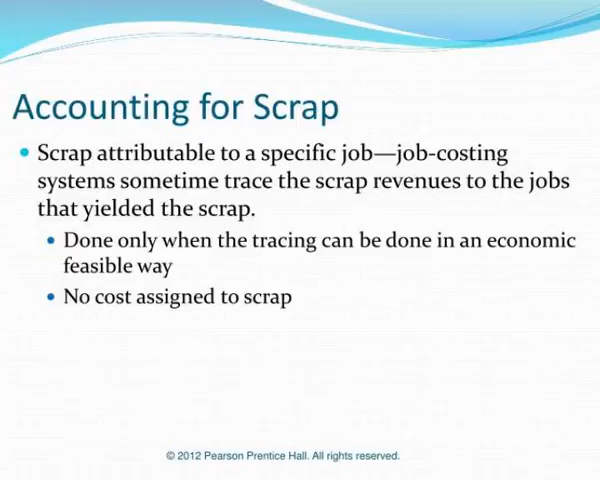 Accounting for Scrap
• Scrap attributable to a specific job—job-costing
systems sometime trace the scrap revenues to the jobs
that yielded the scrap.
• Done only when the tracing can be done in an economic
feasible way
• No cost assigned to scrap
© 2012 Pearson Prentice Hall. All rights reserved.